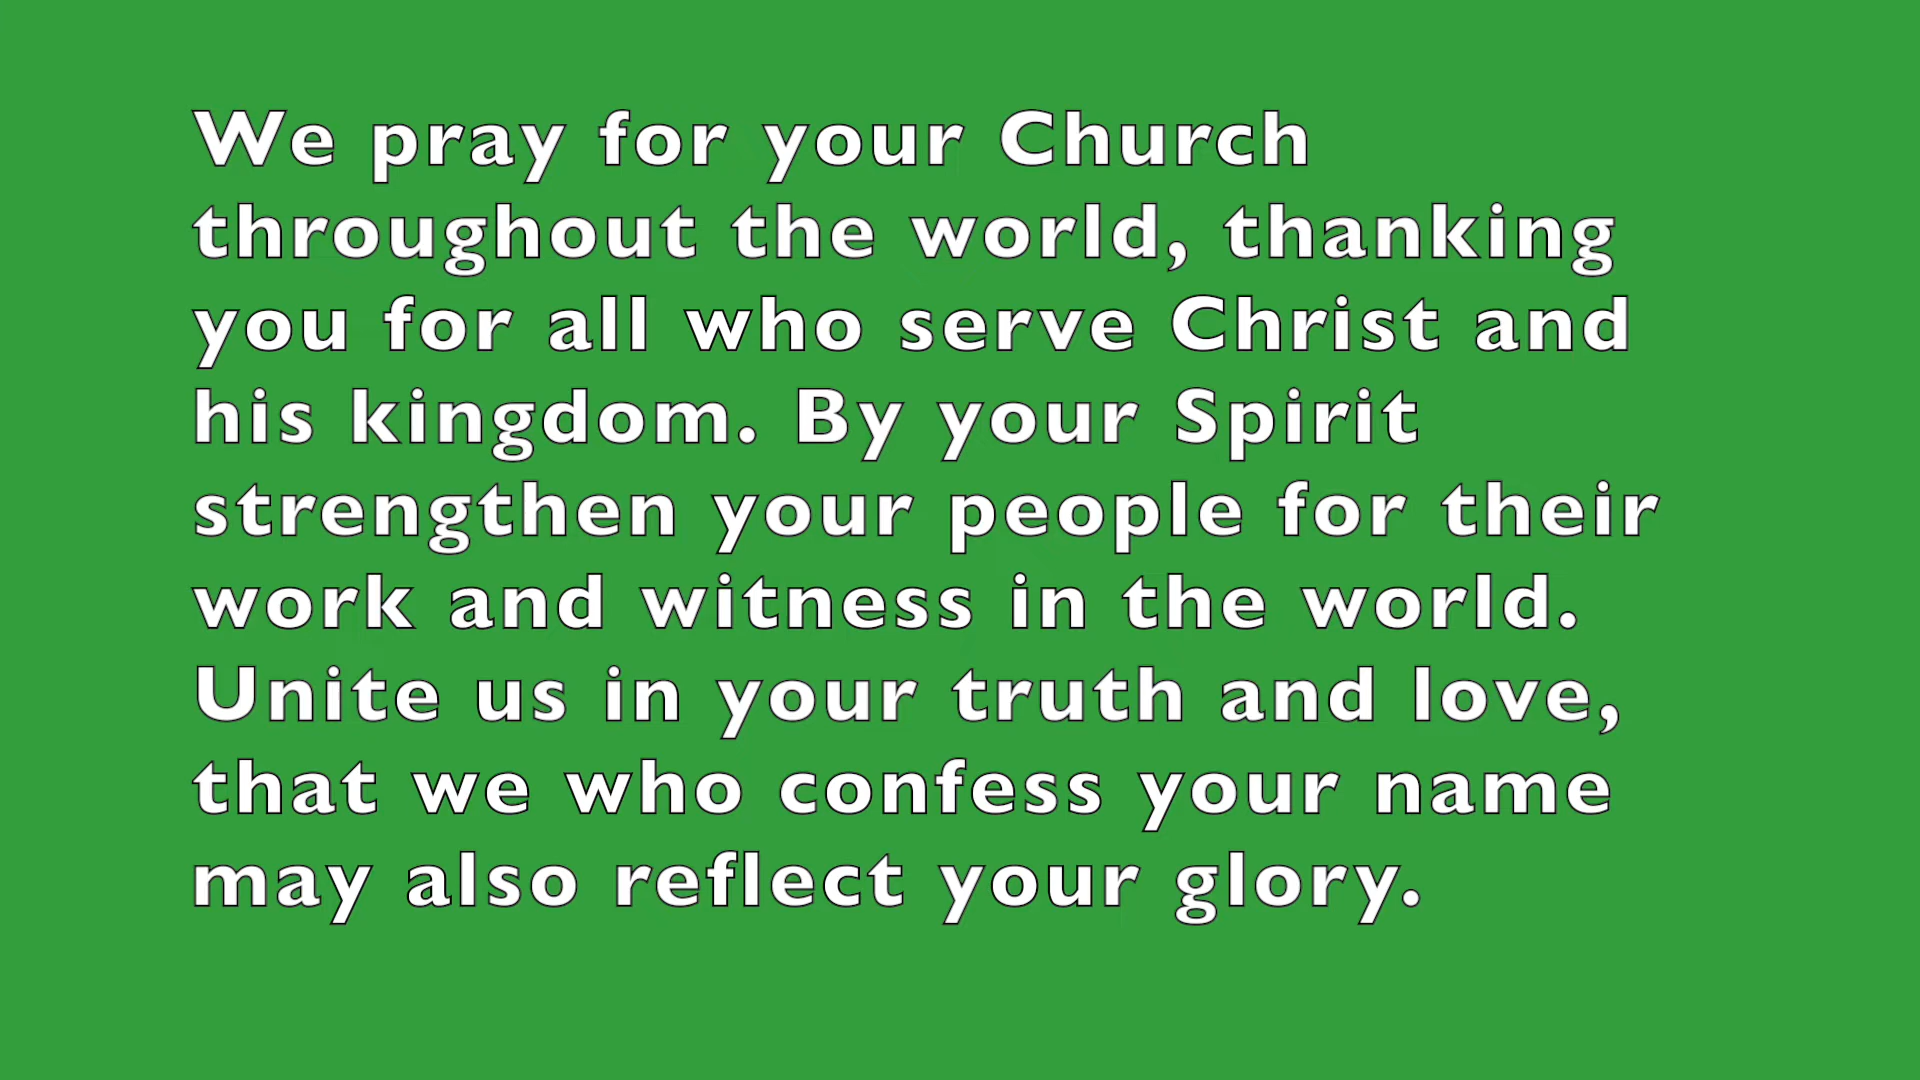 We pray for your Church
throughout the world, thanking
you for all who serve Christ and
his kingdom. By your Spirit
strengthen your people for their
work and witness in the world.
Unite us in your truth and love,
that we who confess your name
may also reflect your glory.